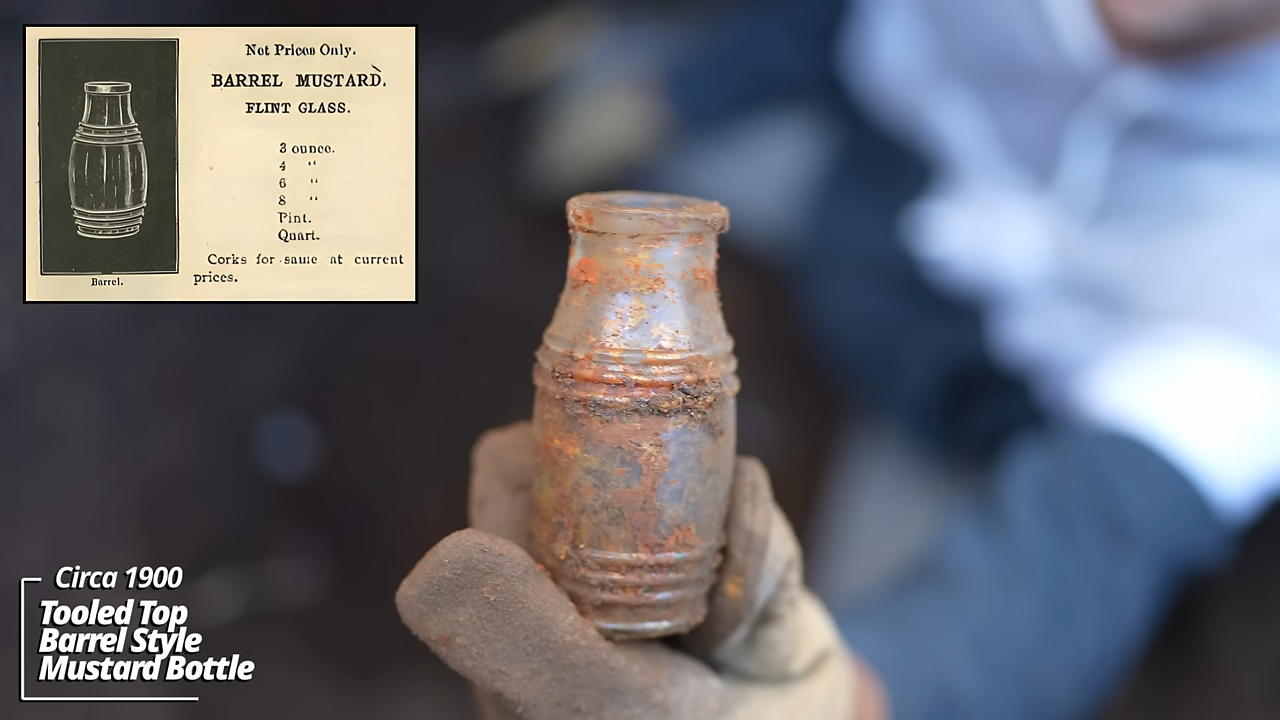 Net Prices Only.
BARREL MUSTARD.
FLINT GLASS.
3 ounce.
4 "
6 "
8 "
Pint.
Quart.
Corks for same at current
prices.
Barrel.
Circa 1900
Tooled Top
Barrel Style
Mustard Bottle